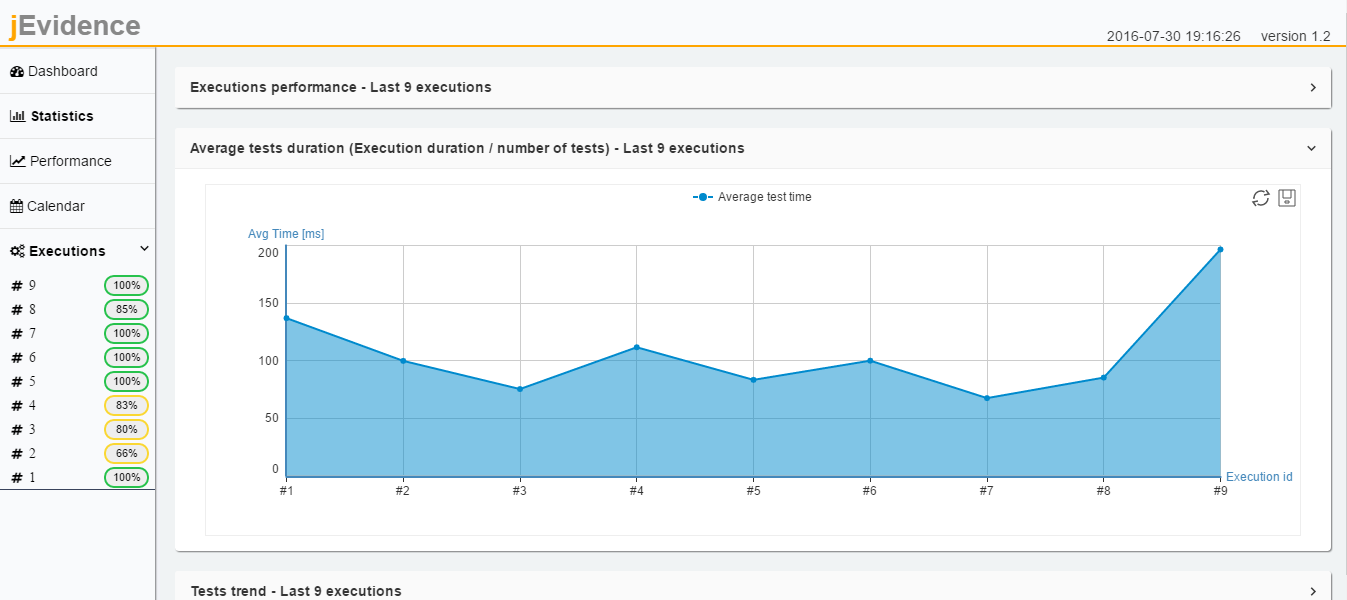 jEvidence
2016-07-30 19:16:26 version 1.2
Dashboard
Statistics
Performance
Calendar
Executions
# 9 100%
# 8 85%
# 7 100%
# 6 100%
# 5 100%
# 4 83%
# 3 80%
# 2 66%
# 1 100%
Executions performance - Last 9 executions
Average tests duration (Execution duration / number of tests) - Last 9 executions
Average test time
Avg Time [ms]
200
150
100
50
0
#1 #2 #3 #4 #5 #6 #7 #8 #9
Execution id
Tests trend - Last 9 executions